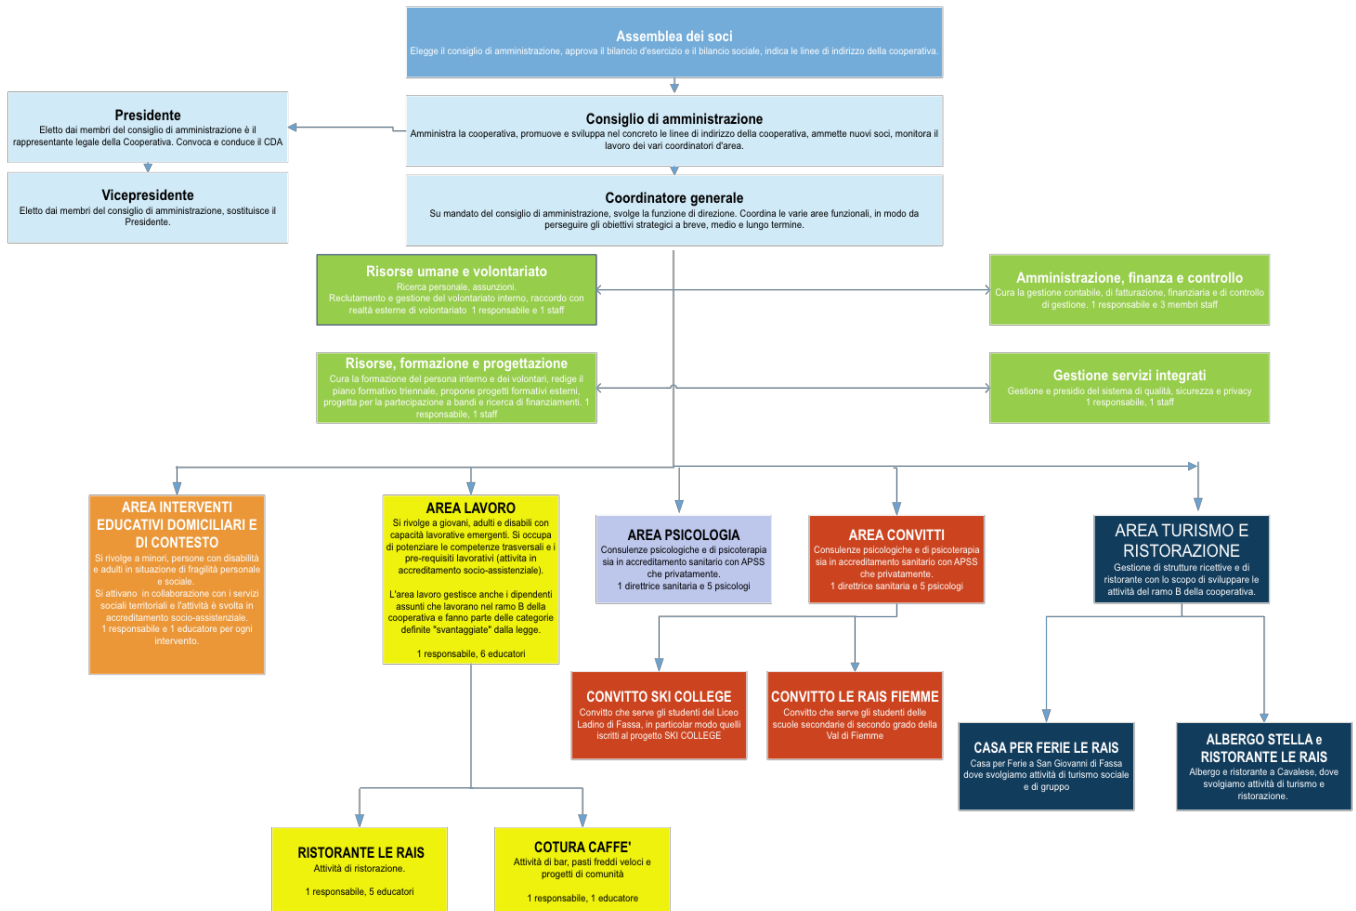 Assemblea dei soci
Elegge il consiglio di amministrazione, approva il bilancio d'esercizio e il bilancio sociale, indica le linee di indirizzo della cooperativa.
Presidente
Eletto dai membri del consiglio di amministrazione è il
rappresentante legale della Cooperativa. Convoca e conduce il CDA
Consiglio di amministrazione
Amministra la cooperativa, promuove e sviluppa nel concreto le linee di indirizzo della cooperativa, ammette nuovi soci, monitora il
lavoro dei vari coordinatori d'area.
Vicepresidente
Eletto dai membri del consiglio di amministrazione, sostituisce il
Presidente.
Coordinatore generale
Su mandato del consiglio di amministrazione, svolge la funzione di direzione. Coordina le varie aree funzionali, in modo da
perseguire gli obiettivi strategici a breve, medio e lungo termine.
Risorse umane e volontariato
Ricerca personale, assunzioni.
Reclutamento e gestione del volontariato interno, raccordo con
realtà esterne di volontariato 1 responsabile e 1 staff
Amministrazione, finanza e controllo
Cura la gestione contabile, di fatturazione, finanziaria e di controllo
di gestione. 1 responsabile e 3 membri staff
Risorse, formazione e progettazione
Cura la formazione del persona interno e dei volontari, redige il
piano formativo triennale, propone progetti formativi esterni,
progetta per la partecipazione a bandi e ricerca di finanziamenti. 1
responsabile, 1 staff
Gestione servizi integrati
Gestione e presidio del sistema di qualità, sicurezza e privacy
1 responsabile, 1 staff
AREA INTERVENTI
EDUCATIVI DOMICILIARI E
DI CONTESTO
Si rivolge a minori, persone con disabilità
e adulti in situazione di fragilità personale
e sociale.
Si attivano in collaborazione con i servizi
sociali territoriali e l'attività è svolta in
accreditamento socio-assistenziale.
1 responsabile e 1 educatore per ogni
intervento.
AREA LAVORO
Si rivolge a giovani, adulti e disabili con
capacità lavorative emergenti. Si occupa
di potenziare le competenze trasversali e i
pre-requisiti lavorativi (attivita in
accreditamento socio-assistenziale).
L'area lavoro gestisce anche i dipendenti
assunti che lavorano nel ramo B della
cooperativa e fanno parte delle categorie
definite "svantaggiate" dalla legge.
1 responsabile, 6 educatori
AREA PSICOLOGIA
Consulenze psicologiche e di psicoterapia
sia in accreditamento sanitario con APSS
che privatamente.
1 direttrice sanitaria e 5 psicologi
AREA CONVITTI
Consulenze psicologiche e di psicoterapia
sia in accreditamento sanitario con APSS
che privatamente.
1 direttrice sanitaria e 5 psicologi
AREA TURISMO E
RISTORAZIONE
Gestione di strutture ricettive e di
ristorante con lo scopo di sviluppare le
attività del ramo B della cooperativa.
CONVITTO SKI COLLEGE
Convitto che serve gli studenti del Liceo
Ladino di Fassa, in particolar modo quelli
iscritti al progetto SKI COLLEGE
CONVITTO LE RAIS FIEMME
Convitto che serve gli studenti delle
scuole secondarie di secondo grado della
Val di Fiemme
CASA PER FERIE LE RAIS
Casa per Ferie a San Giovanni di Fassa
dove svolgiamo attività di turismo sociale
e di gruppo
ALBERGO STELLA e
RISTORANTE LE RAIS
Albergo e ristorante a Cavalese, dove
svolgiamo attività di turismo e
ristorazione.
RISTORANTE LE RAIS
Attività di ristorazione.
1 responsabile, 5 educatori
COTURA CAFFE'
Attività di bar, pasti freddi veloci e
progetti di comunità
1 responsabile, 1 educatore